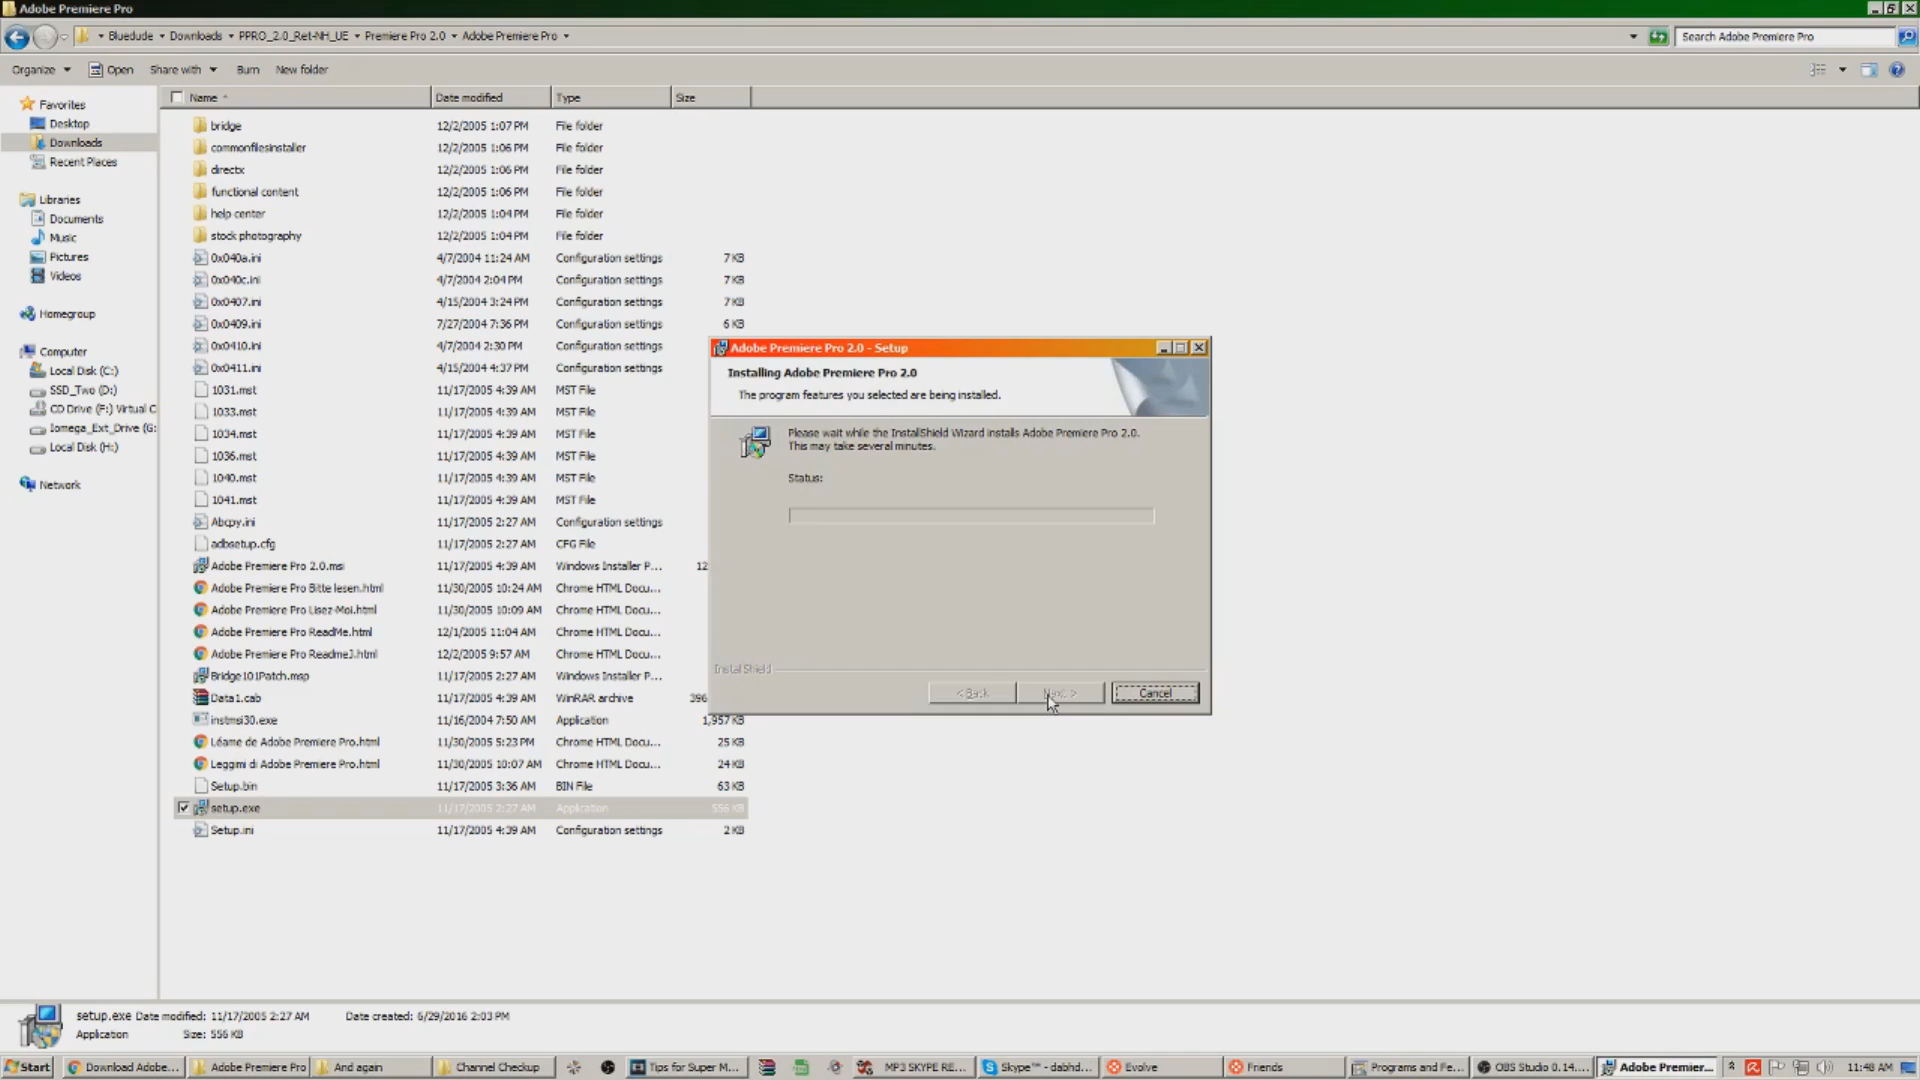 Adobe Premiere Pro
Bluedude Downloads PPRO_2.0_Ret-NH_UE Premiere Pro 2.0 Adobe Premiere Pro
Search Adobe Premiere Pro
Organize Open Share with Burn New folder
Name Date modified Type Size
Favorites
Desktop
Downloads
Recent Places
Libraries
Documents
Music
Pictures
Videos
Homegroup
Computer
Local Disk (C:)
SSD_Two (D:)
CD Drive (F:) Virtual C
Iomega_Ext_Drive (G:
Local Disk (H:)
Network
bridge 12/2/2005 1:07 PM File folder
commonfilesinstaller 12/2/2005 1:06 PM File folder
directx 12/2/2005 1:06 PM File folder
functional content 12/2/2005 1:06 PM File folder
help center 12/2/2005 1:04 PM File folder
stock photography 12/2/2005 1:04 PM File folder
0x040a.ini 4/7/2004 11:24 AM Configuration settings 7 KB
0x040c.ini 4/7/2004 2:04 PM Configuration settings 7 KB
0x0407.ini 4/15/2004 3:24 PM Configuration settings 7 KB
0x0409.ini 7/27/2004 7:36 PM Configuration settings 6 KB
0x0410.ini 4/7/2004 2:30 PM Configuration settings
0x0411.ini 4/15/2004 4:37 PM Configuration settings
1031.mst 11/17/2005 4:39 AM MST File
1033.mst 11/17/2005 4:39 AM MST File
1034.mst 11/17/2005 4:39 AM MST File
1036.mst 11/17/2005 4:39 AM MST File
1040.mst 11/17/2005 4:39 AM MST File
1041.mst 11/17/2005 4:39 AM MST File
Abcpy.ini 11/17/2005 2:27 AM Configuration settings
adbsetup.cfg 11/17/2005 2:27 AM CFG File
Adobe Premiere Pro 2.0.msi 11/17/2005 4:39 AM Windows Installer P... 12
Adobe Premiere Pro Bitte lesen.html 11/30/2005 10:24 AM Chrome HTML Docu...
Adobe Premiere Pro Lisez-Moi.html 11/30/2005 10:09 AM Chrome HTML Docu...
Adobe Premiere Pro ReadMe.html 12/1/2005 11:04 AM Chrome HTML Docu...
Adobe Premiere Pro ReadmeJ.html 12/2/2005 9:57 AM Chrome HTML Docu...
Bridge101Patch.msp 11/17/2005 2:27 AM Windows Installer P...
Data1.cab 11/17/2005 4:39 AM WinRAR archive 396
instmsi30.exe 11/16/2004 7:50 AM Application 1,957 KB
Léame de Adobe Premiere Pro.html 11/30/2005 5:23 PM Chrome HTML Docu... 25 KB
Leggimi di Adobe Premiere Pro.html 11/30/2005 10:07 AM Chrome HTML Docu... 24 KB
Setup.bin 11/17/2005 3:36 AM BIN File 63 KB
setup.exe 11/17/2005 2:27 AM Application 556 KB
Setup.ini 11/17/2005 4:39 AM Configuration settings 2 KB
Adobe Premiere Pro 2.0 - Setup
Installing Adobe Premiere Pro 2.0
The program features you selected are being installed.
Please wait while the InstallShield Wizard installs Adobe Premiere Pro 2.0.
This may take several minutes.
Status:
InstallShield
< Back Next > Cancel
setup.exe Date modified: 11/17/2005 2:27 AM Date created: 6/29/2016 2:03 PM
Application Size: 556 KB
Start Download Adobe... Adobe Premiere Pro And again Channel Checkup Tips for Super M... MP3 SKYPE RE... Skype™ - dabhd... Evolve Friends Programs and Fe... OBS Studio 0.14.... Adobe Premier... 11:48 AM